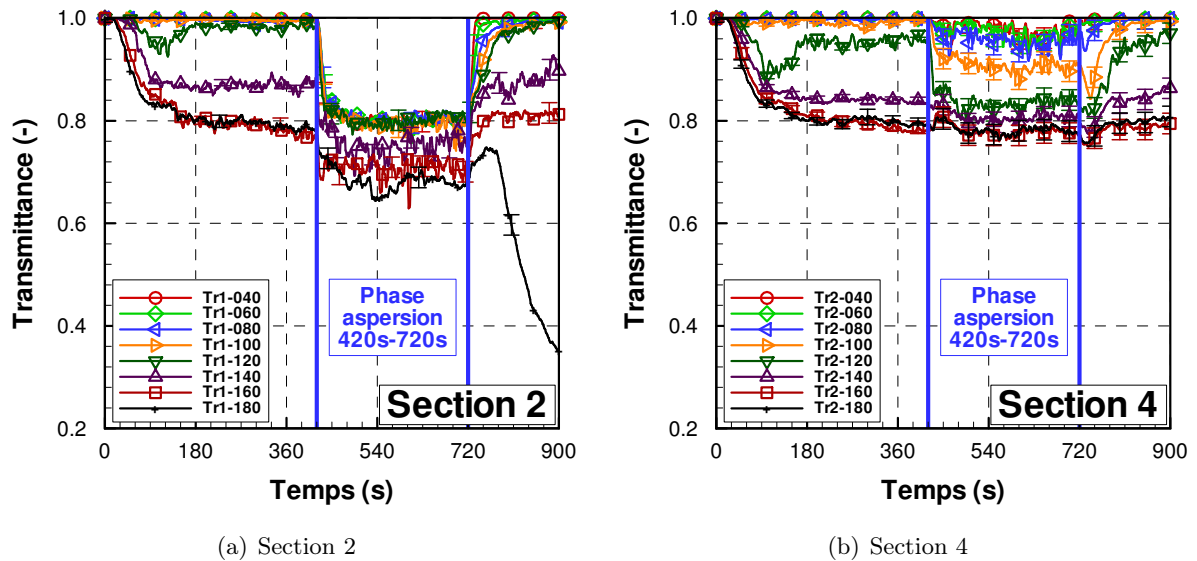 Transmittance (-)
1.0
0.8
0.6
0.4
0.2
Tr1-040
Tr1-060
Tr1-080
Tr1-100
Tr1-120
Tr1-140
Tr1-160
Tr1-180
Phase
aspersion
420s-720s
Section 2
0 180 360 540 720 900
Temps (s)
(a) Section 2
Transmittance (-)
1.0
0.8
0.6
0.4
0.2
Tr2-040
Tr2-060
Tr2-080
Tr2-100
Tr2-120
Tr2-140
Tr2-160
Tr2-180
Phase
aspersion
420s-720s
Section 4
0 180 360 540 720 900
Temps (s)
(b) Section 4